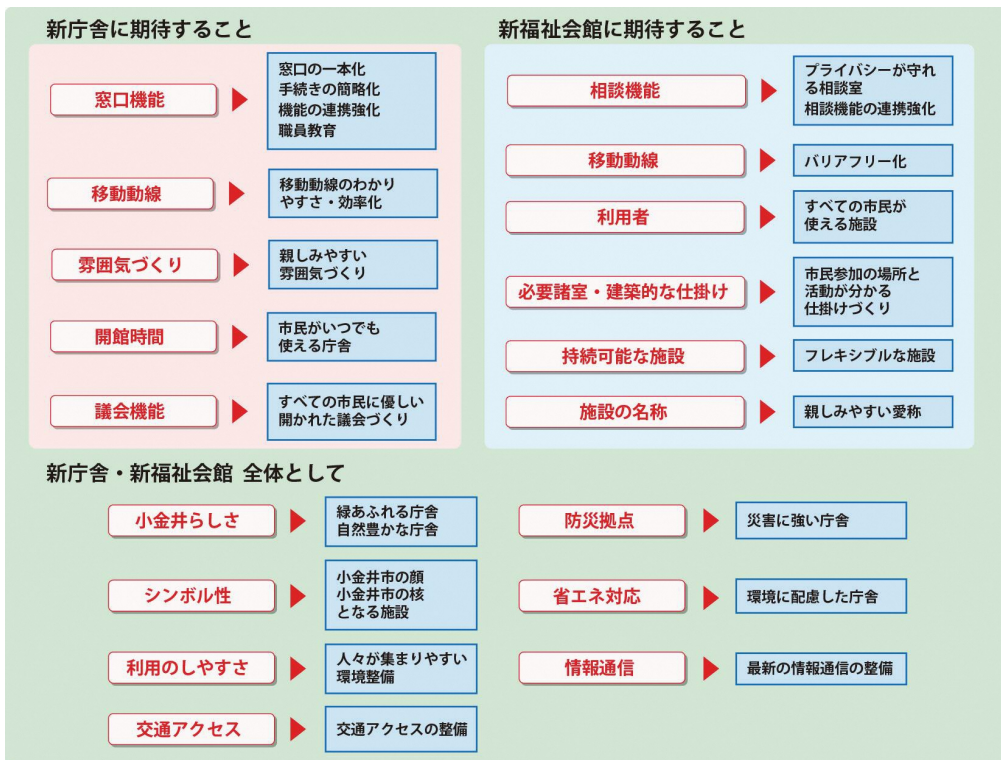 新庁舎に期待すること
窓口機能
窓口の一本化
手続きの簡略化
機能の連携強化
職員教育
移動動線
移動動線のわかり
やすさ・効率化
雰囲気づくり
親しみやすい
雰囲気づくり
開館時間
市民がいつでも
使える庁舎
議会機能
すべての市民に優しい
開かれた議会づくり
新福祉会館に期待すること
相談機能
プライバシーが守れ
る相談室
相談機能の連携強化
移動動線
バリアフリー化
利用者
すべての市民が
使える施設
必要諸室・建築的な仕掛け
市民参加の場所と
活動が分かる
仕掛けづくり
持続可能な施設
フレキシブルな施設
施設の名称
親しみやすい愛称
新庁舎・新福祉会館 全体として
小金井らしさ
緑あふれる庁舎
自然豊かな庁舎
シンボル性
小金井市の顔
小金井市の核
となる施設
利用のしやすさ
人々が集まりやすい
環境整備
交通アクセス
交通アクセスの整備
防災拠点
災害に強い庁舎
省エネ対応
環境に配慮した庁舎
情報通信
最新の情報通信の整備